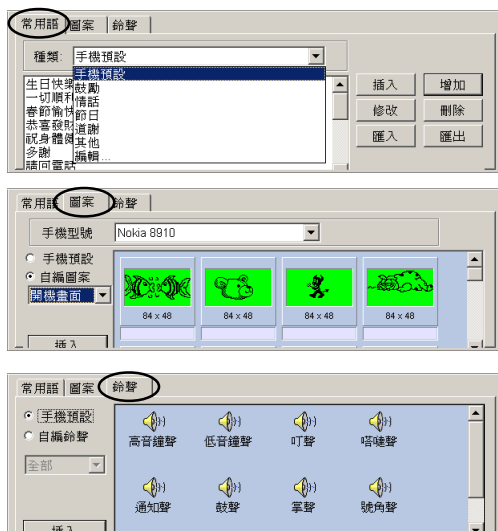 常用語 圖案 鈴聲
種類: 手機預設
手機預設
鼓勵
情話
節日
道謝
其他
編輯...
生日快樂
一切順利
春節愉快
恭喜發財
祝身體健
多謝
請回電話
插入 增加
修改 刪除
匯入 匯出
常用語 圖案 鈴聲
手機型號 Nokia 8910
手機預設
自編圖案
開機畫面
插入
84 x 48 84 x 48 84 x 48 84 x 48
常用語 圖案 鈴聲
手機預設
自編鈴聲
全部
插入
高音鐘聲 低音鐘聲 叮聲 嗒噠聲
通知聲 鼓聲 掌聲 號角聲